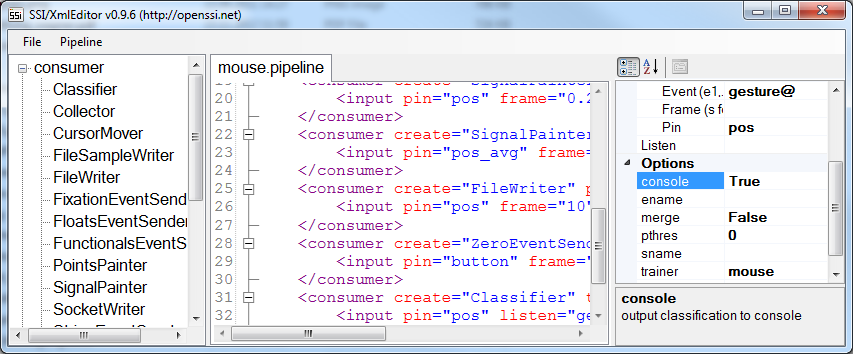 SSI/XmlEditor v0.9.6 (http://openssi.net)
File Pipeline
consumer
Classifier
Collector
CursorMover
FileSampleWriter
FileWriter
FixationEventSender
FloatsEventSender
FunctionalsEventS
PointsPainter
SignalPainter
SocketWriter
mouse.pipeline
20 <input pin="pos" frame="0.2
21 </consumer>
22 <consumer create="SignalPainter
23 <input pin="pos_avg" frame=
24 </consumer>
25 <consumer create="FileWriter" p
26 <input pin="pos" frame="10"
27 </consumer>
28 <consumer create="ZeroEventSend
29 <input pin="button" frame="
30 </consumer>
31 <consumer create="Classifier" t
32 <input pin="pos" listen="ge
Event (e1,. gesture@
Frame (s fo
Pin pos
Listen
Options
console True
ename
merge False
pthres 0
sname
trainer mouse
console
output classification to console